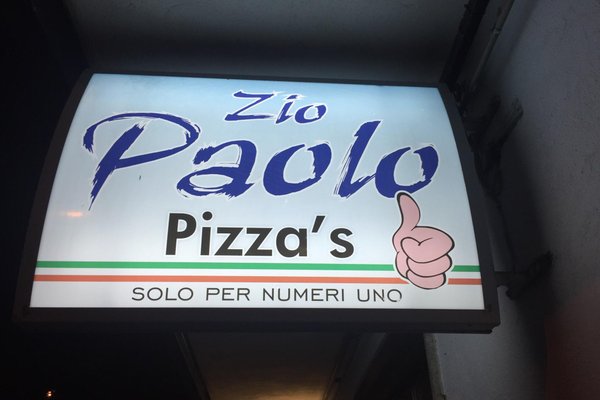 Zio
Paolo
Pizza's
SOLO PER NUMERI UNO